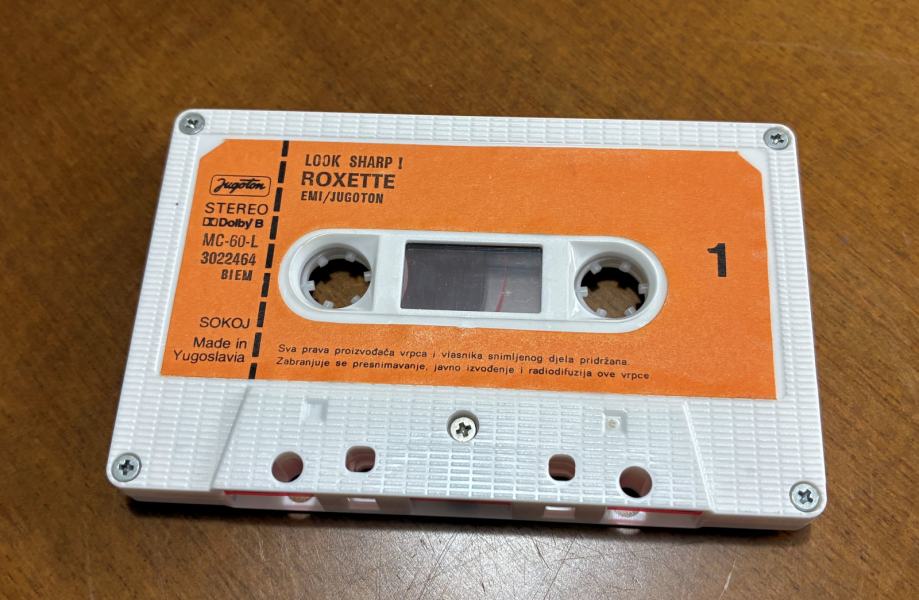 Jugoton
STEREO
Dolby B
MC-60-L
3022464
BIEM
SOKOJ
Made in
Yugoslavia
LOOK SHARP !
ROXETTE
EMI/JUGOTON
1
Sva prava proizvođača vrpca i vlasnika snimljenog djela pridržana.
Zabranjuje se presnimavanje, javno izvođenje i radiodifuzija ove vrpce